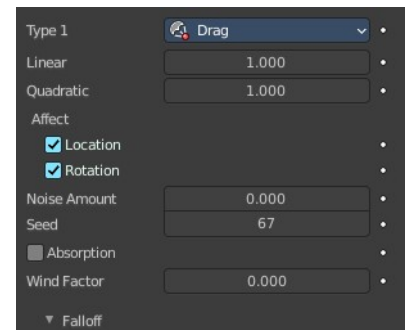 Type 1 Drag
Linear 1.000
Quadratic 1.000
Affect
Location
Rotation
Noise Amount 0.000
Seed 67
Absorption
Wind Factor 0.000
Falloff